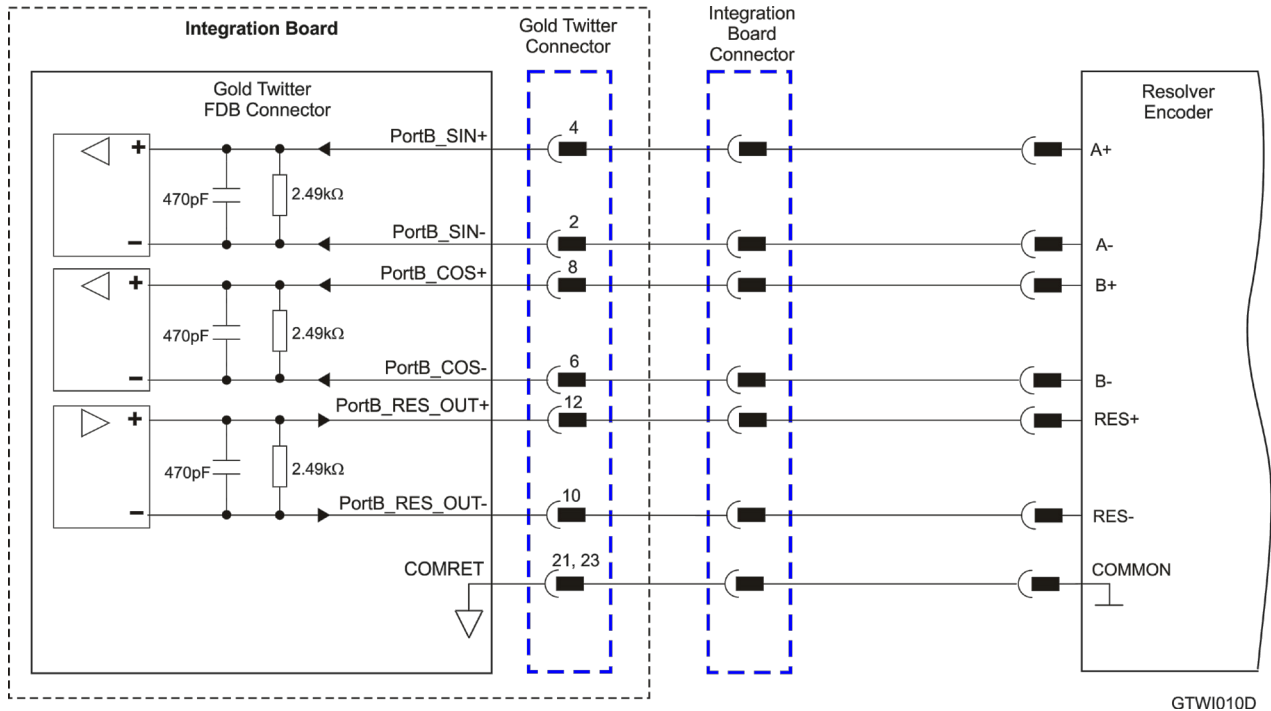 Integration Board
Gold Twitter
Connector
Integration
Board
Connector
Gold Twitter
FDB Connector
Resolver
Encoder
PortB_SIN+
4
A+
+
470pF
2.49kΩ
PortB_SIN-
2
A-
−
PortB_COS+
8
B+
+
470pF
2.49kΩ
PortB_COS-
6
B-
−
PortB_RES_OUT+
12
RES+
+
470pF
2.49kΩ
PortB_RES_OUT-
10
RES-
−
COMRET
21, 23
COMMON
GTWI010D